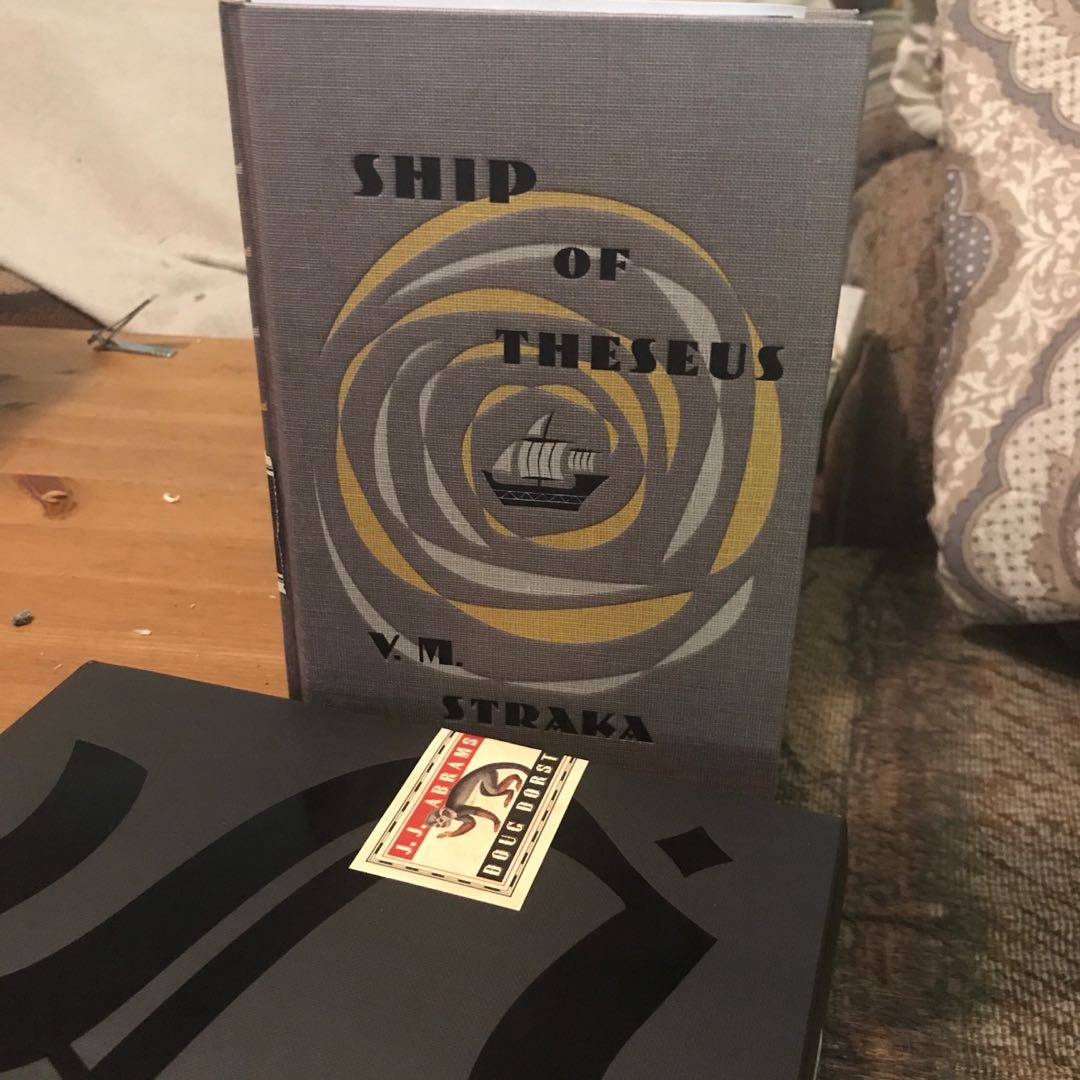 SHIP
OF
THESEUS
V. M.
STRAKA
J. J. ABRAMS
DOUG DORST